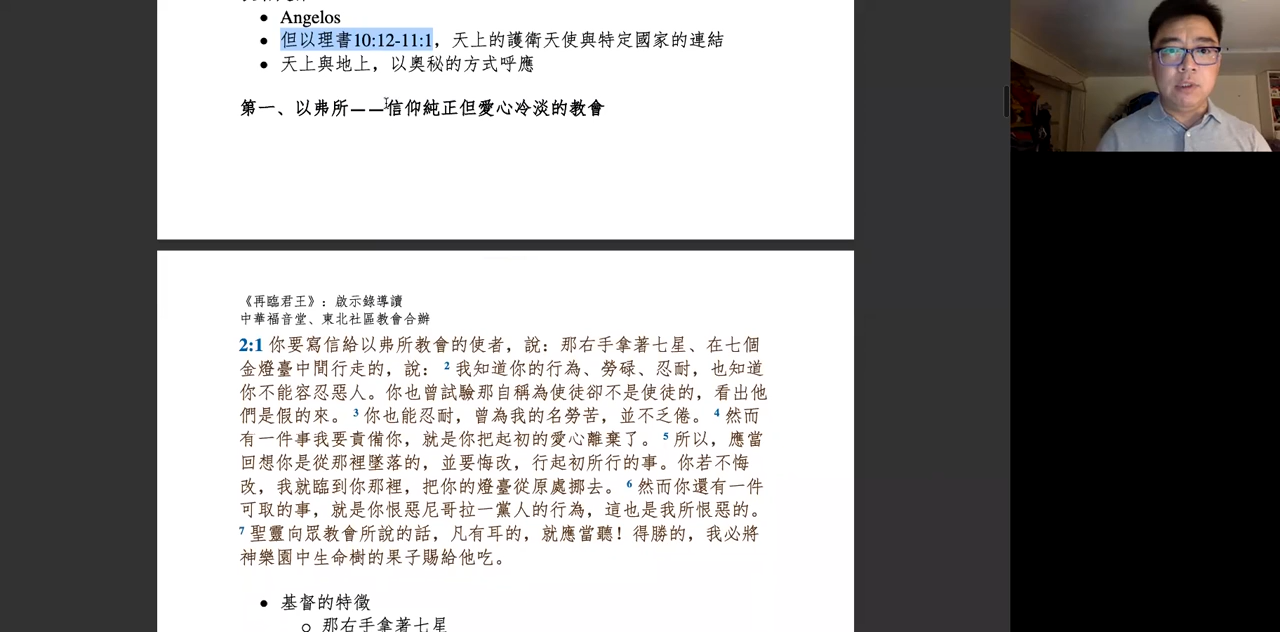 Angelos
但以理書10:12-11:1，天上的護衛天使與特定國家的連結
天上與地上，以奧秘的方式呼應
第一、以弗所——信仰純正但愛心冷淡的教會
《再臨君王》：啟示錄導讀
中華福音堂、東北社區教會合辦
2:1 你要寫信給以弗所教會的使者，說：那右手拿著七星、在七個
金燈臺中間行走的，說： 2 我知道你的行為、勞碌、忍耐，也知道
你不能容忍惡人。你也曾試驗那自稱為使徒卻不是使徒的，看出他
們是假的來。 3 你也能忍耐，曾為我的名勞苦，並不乏倦。 4 然而
有一件事我要責備你，就是你把起初的愛心離棄了。 5 所以，應當
回想你是從那裡墜落的，並要悔改，行起初所行的事。你若不悔
改，我就臨到你那裡，把你的燈臺從原處挪去。 6 然而你還有一件
可取的事，就是你恨惡尼哥拉一黨人的行為，這也是我所恨惡的。
7 聖靈向眾教會所說的話，凡有耳的，就應當聽！得勝的，我必將
神樂園中生命樹的果子賜給他吃。
基督的特徵
那右手拿著七星